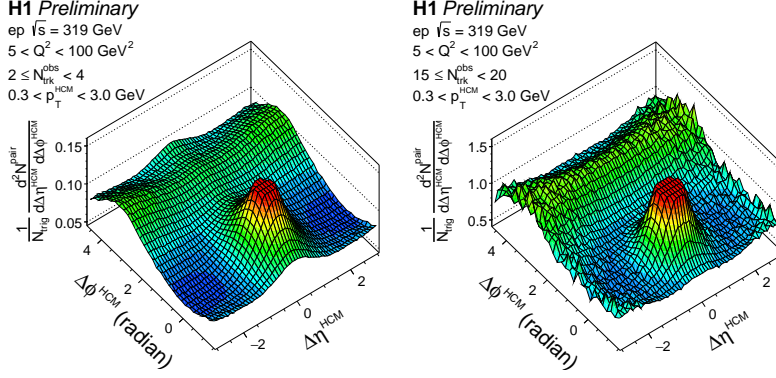 H1 Preliminary
ep √s = 319 GeV
5 < Q² < 100 GeV²
2 ≤ N_trk^obs < 4
0.3 < p_T^HCM < 3.0 GeV
1/N_trig d²N^pair/dΔη^HCM dΔϕ^HCM
0.15
0.10
0.05
4
2
0
Δϕ^HCM (radian)
−2
0
2
Δη^HCM
H1 Preliminary
ep √s = 319 GeV
5 < Q² < 100 GeV²
15 ≤ N_trk^obs < 20
0.3 < p_T^HCM < 3.0 GeV
1/N_trig d²N^pair/dΔη^HCM dΔϕ^HCM
1.5
1.0
0.5
4
2
0
Δϕ^HCM (radian)
−2
0
2
Δη^HCM